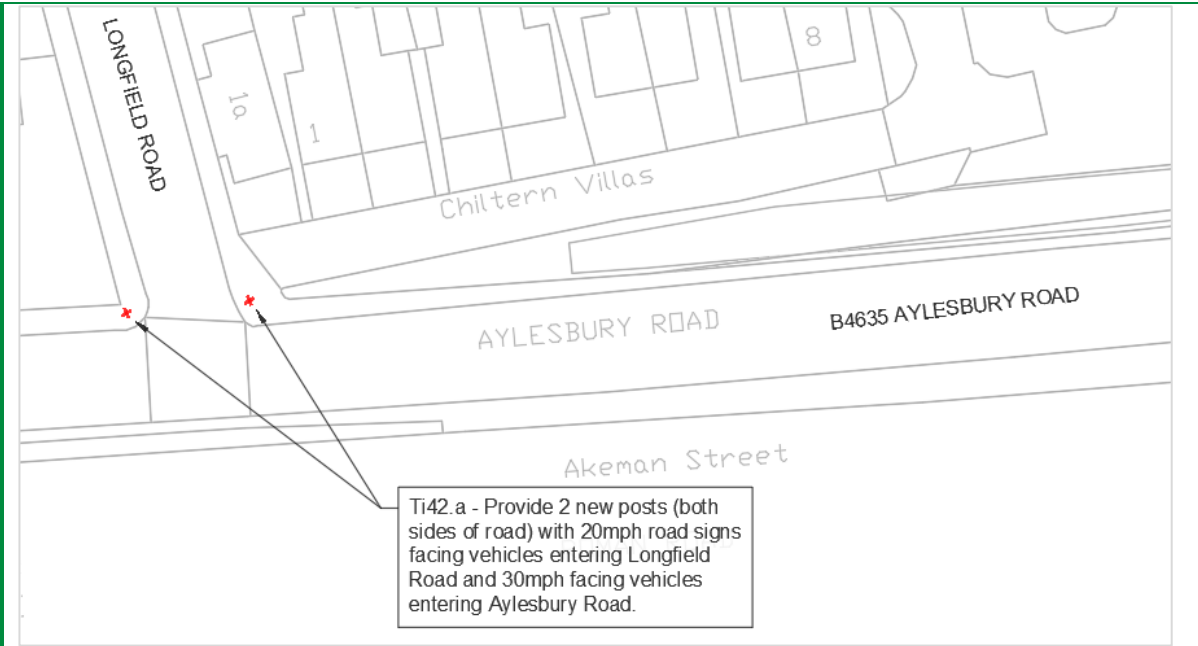 LONGFIELD ROAD
1a
1
8
Chiltern Villas
AYLESBURY ROAD
B4635 AYLESBURY ROAD
Akeman Street
Ti42.a - Provide 2 new posts (both
sides of road) with 20mph road signs
facing vehicles entering Longfield
Road and 30mph facing vehicles
entering Aylesbury Road.